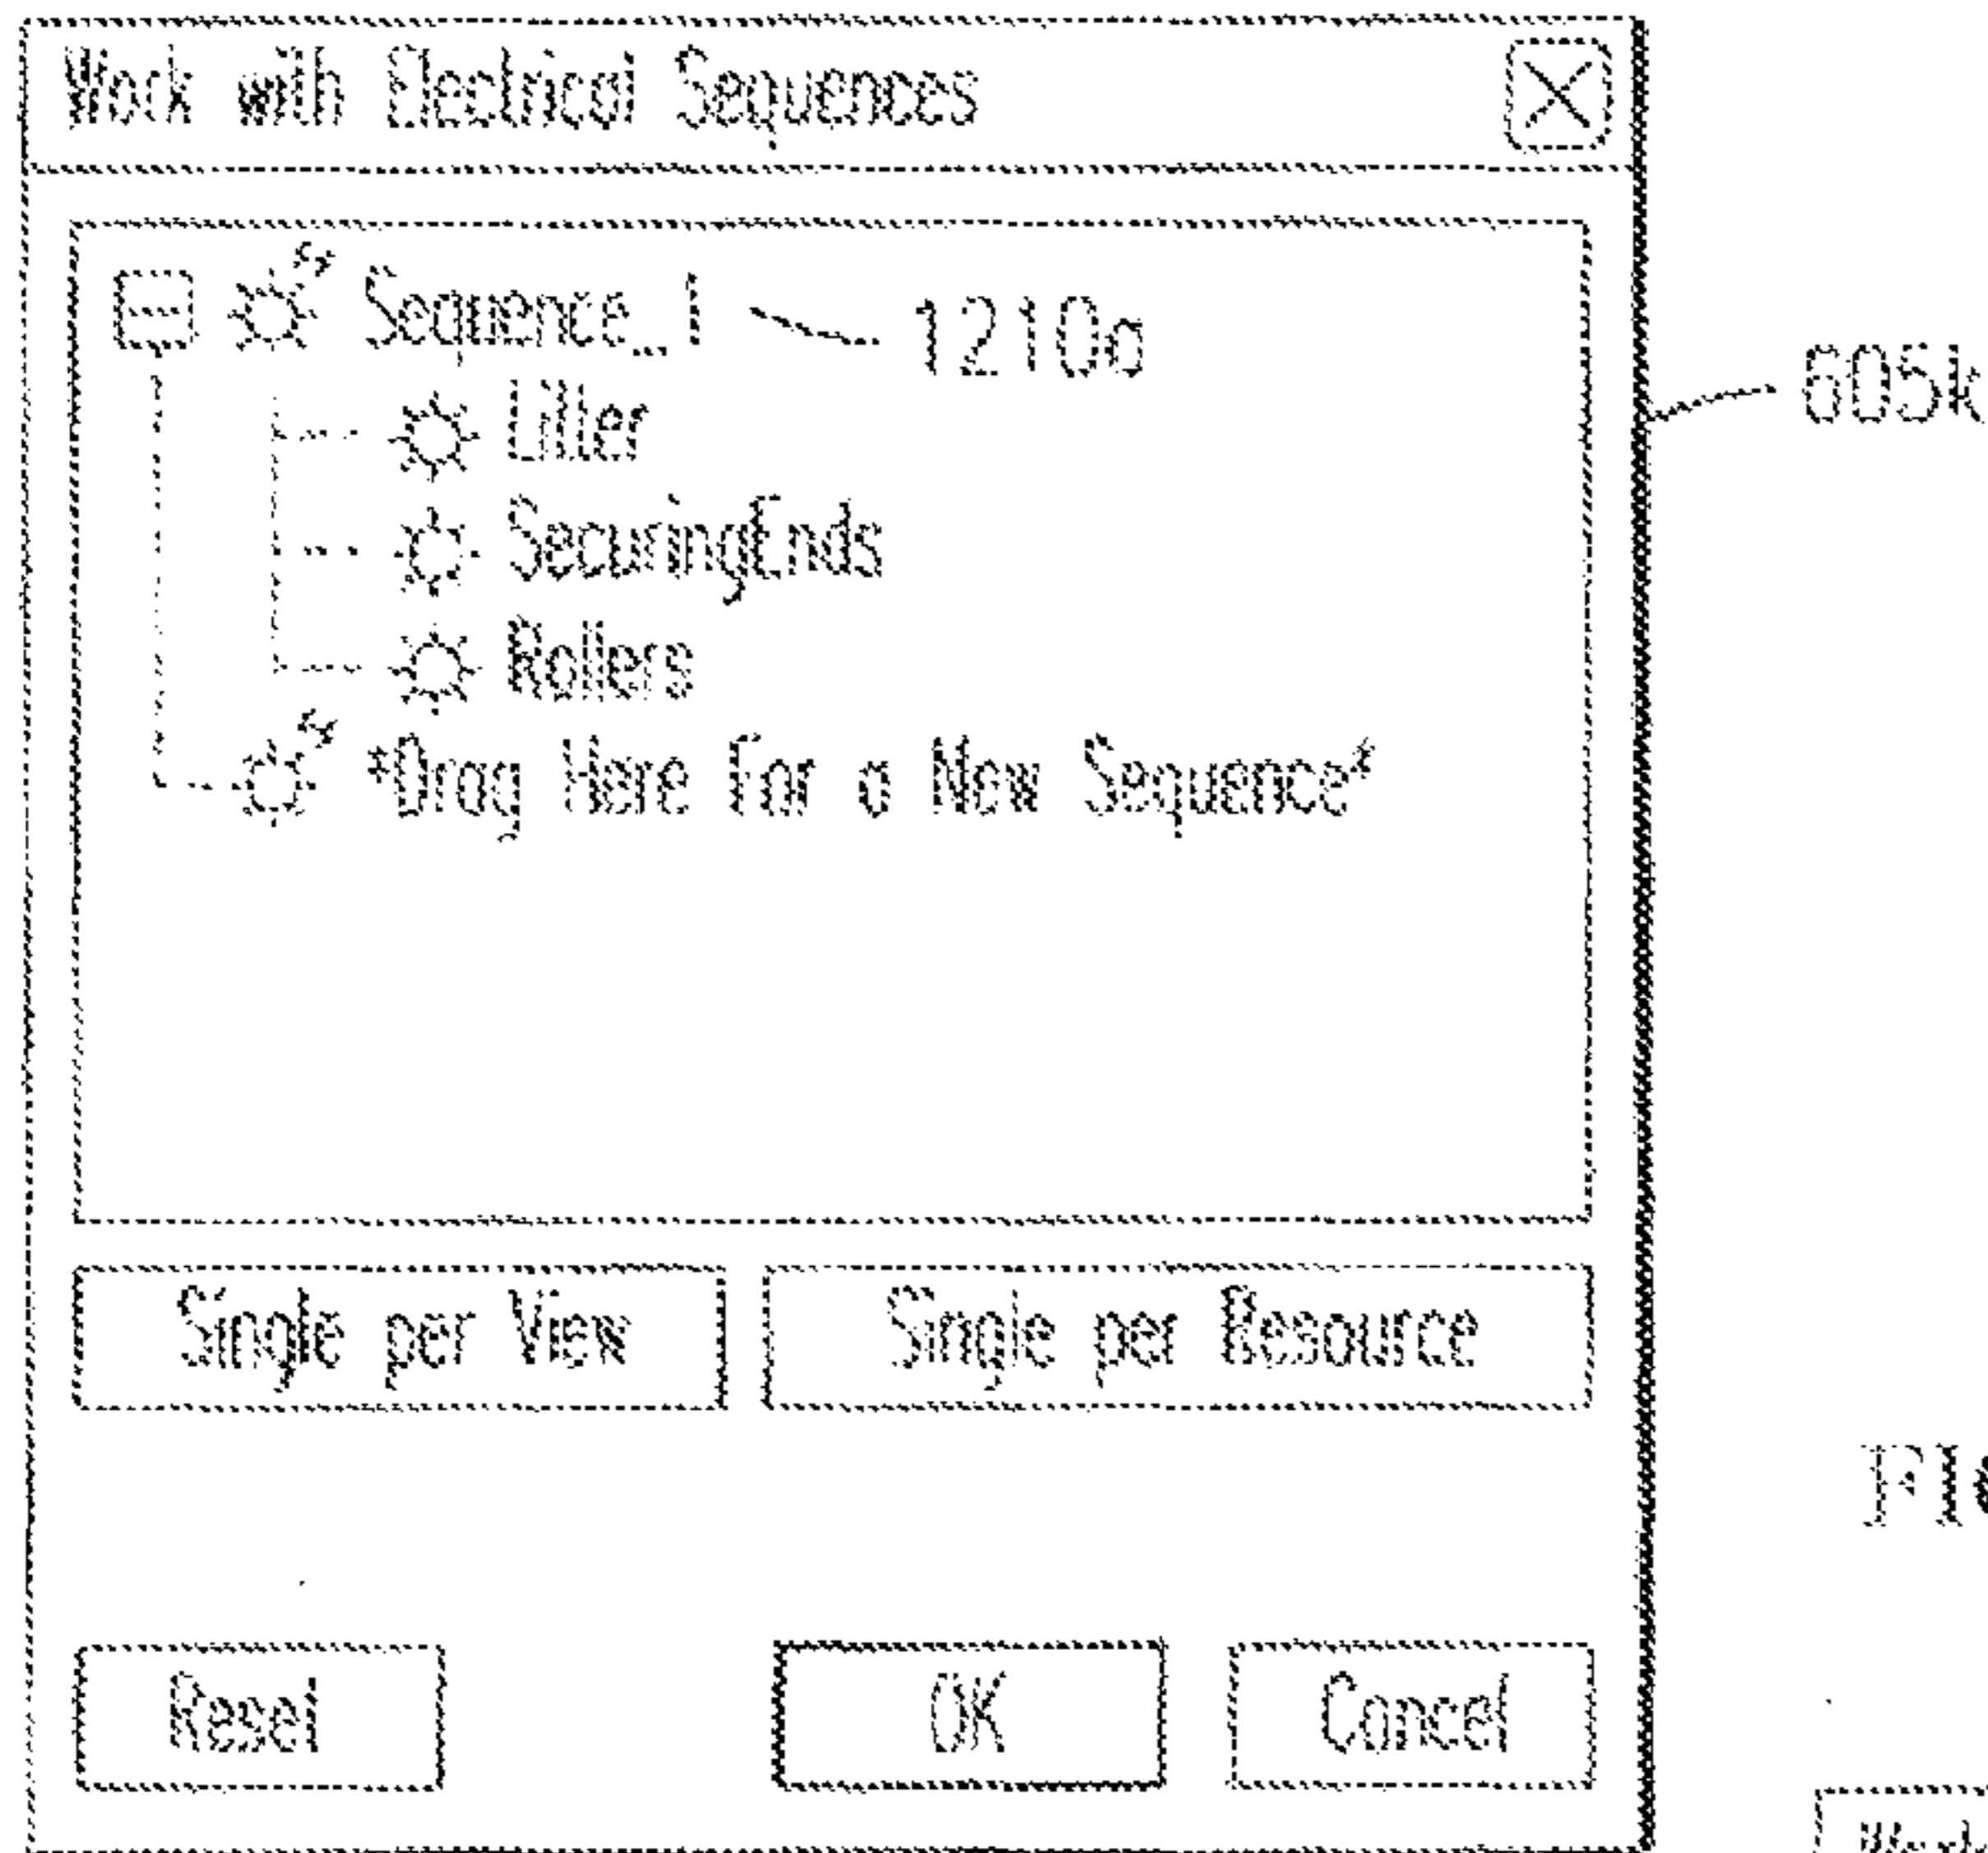 Work with Electrical Sequences
Sequence_1
1210a
605k
Lifter
SecuringEnds
Rollers
*Drag Here For a New Sequence*
Single per View
Single per Resource
Reset
OK
Cancel